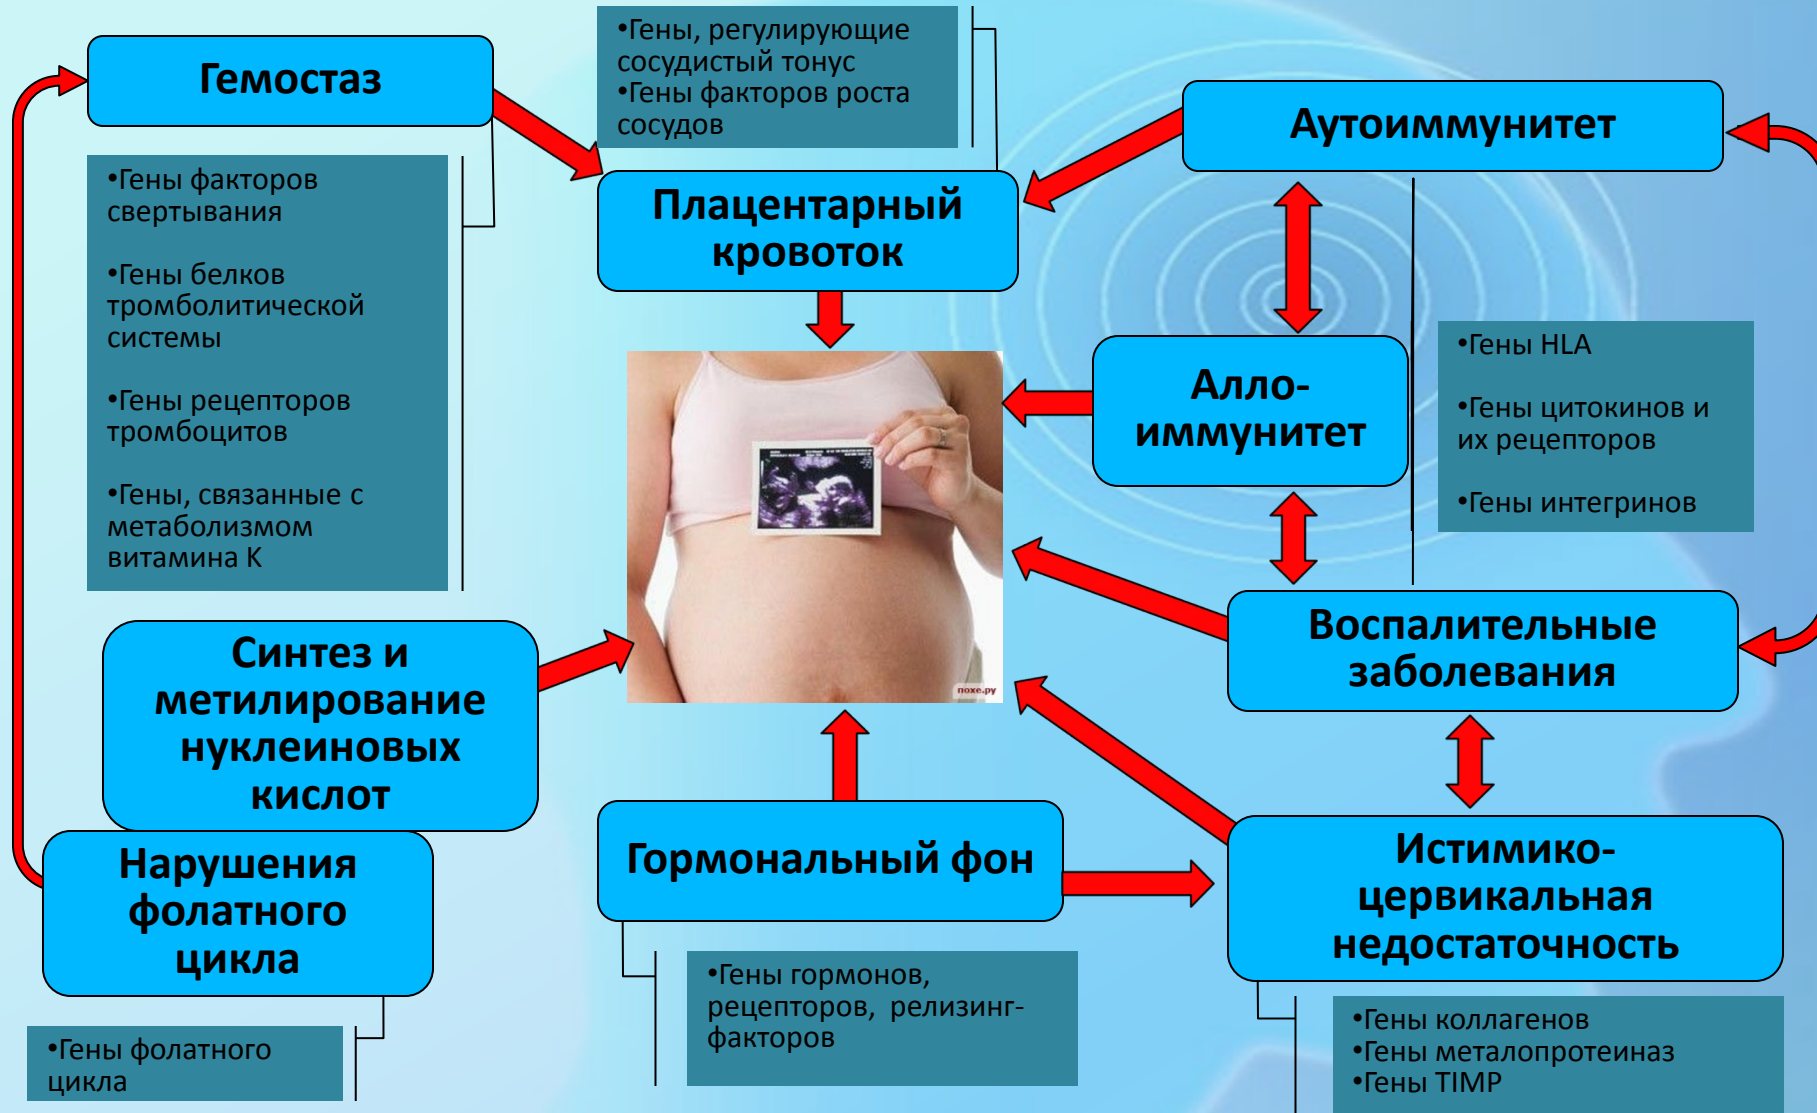 Гемостаз
•Гены факторов
свертывания
•Гены белков
тромболитической
системы
•Гены рецепторов
тромбоцитов
•Гены, связанные с
метаболизмом
витамина К
•Гены, регулирующие
сосудистый тонус
•Гены факторов роста
сосудов
Плацентарный
кровоток
Аутоиммунитет
Алло-
иммунитет
•Гены HLA
•Гены цитокинов и
их рецепторов
•Гены интегринов
Воспалительные
заболевания
Синтез и
метилирование
нуклеиновых
кислот
Нарушения
фолатного
цикла
•Гены фолатного
цикла
похе.ру
Гормональный фон
•Гены гормонов,
рецепторов, релизинг-
факторов
Истимико-
цервикальная
недостаточность
•Гены коллагенов
•Гены металопротеиназ
•Гены TIMP